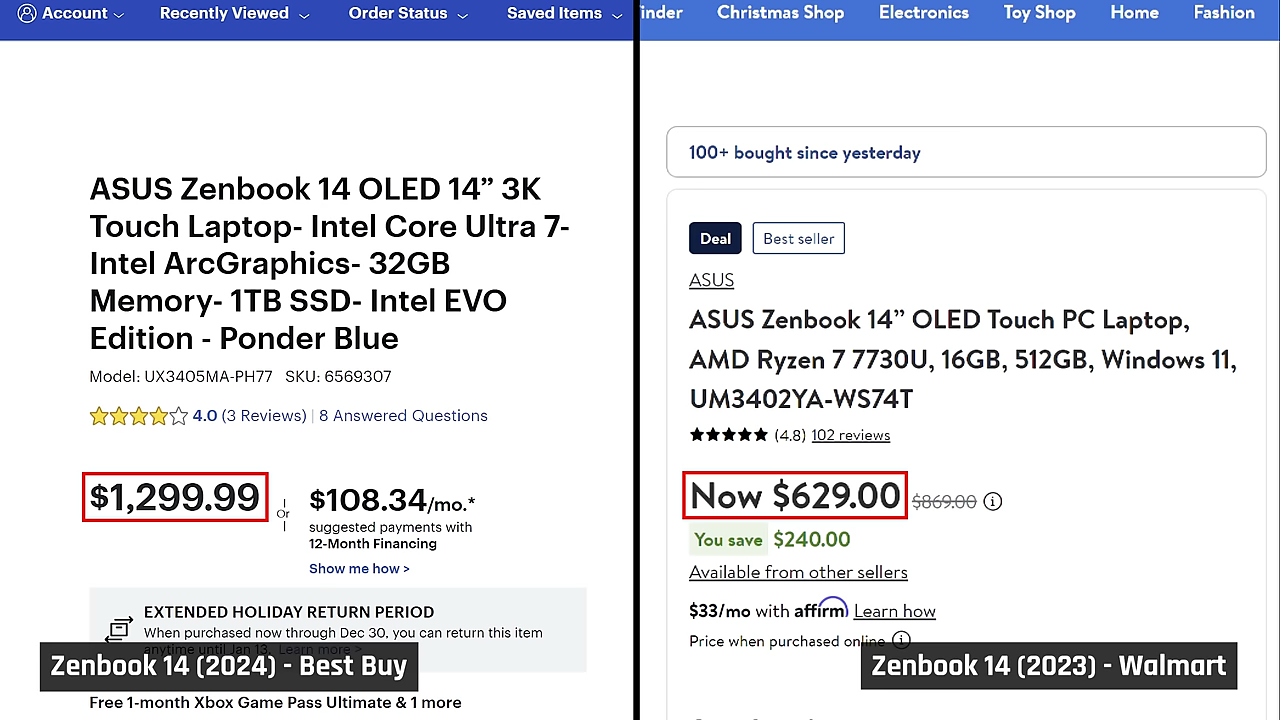 Account
Recently Viewed
Order Status
Saved Items
ASUS Zenbook 14 OLED 14” 3K
Touch Laptop- Intel Core Ultra 7-
Intel ArcGraphics- 32GB
Memory- 1TB SSD- Intel EVO
Edition - Ponder Blue
Model: UX3405MA-PH77 SKU: 6569307
4.0 (3 Reviews) | 8 Answered Questions
$1,299.99
or
$108.34/mo.*
suggested payments with
12-Month Financing
Show me how >
EXTENDED HOLIDAY RETURN PERIOD
When purchased now through Dec 30, you can return this item
anytime until Jan 13. Learn more >
Zenbook 14 (2024) - Best Buy
Free 1-month Xbox Game Pass Ultimate & 1 more
inder
Christmas Shop
Electronics
Toy Shop
Home
Fashion
100+ bought since yesterday
Deal
Best seller
ASUS
ASUS Zenbook 14” OLED Touch PC Laptop,
AMD Ryzen 7 7730U, 16GB, 512GB, Windows 11,
UM3402YA-WS74T
(4.8) 102 reviews
Now $629.00 $869.00
You save $240.00
Available from other sellers
$33/mo with affirm Learn how
Price when purchased online
Zenbook 14 (2023) - Walmart